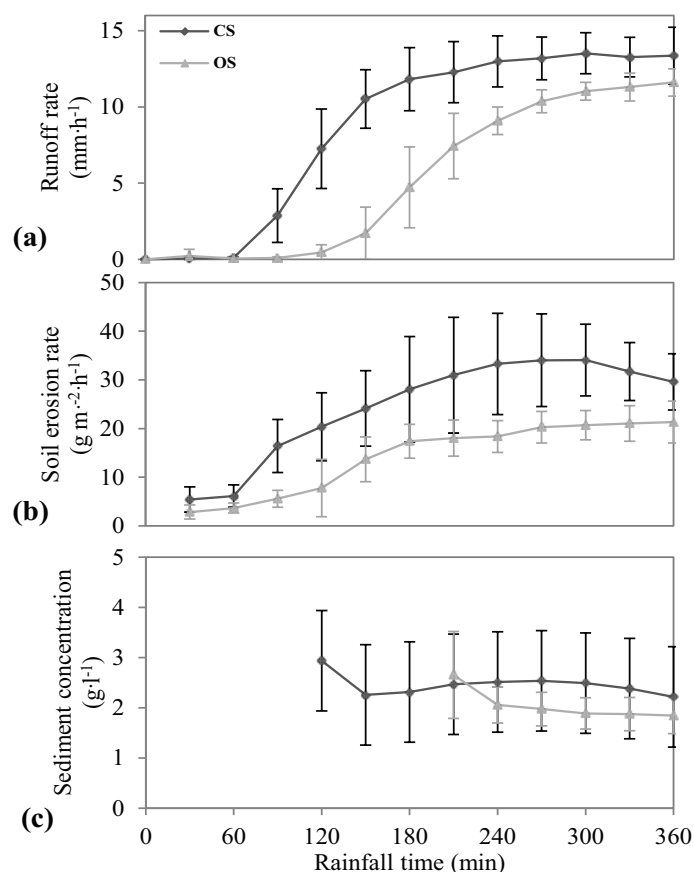 CS
OS
15
10
5
0
Runoff rate
(mm·h-1)
(a)
50
40
30
20
10
0
Soil erosion rate
(g m·-2·h-1)
(b)
5
4
3
2
1
0
Sediment concentration
(g·l-1)
(c)
0 60 120 180 240 300 360
Rainfall time (min)